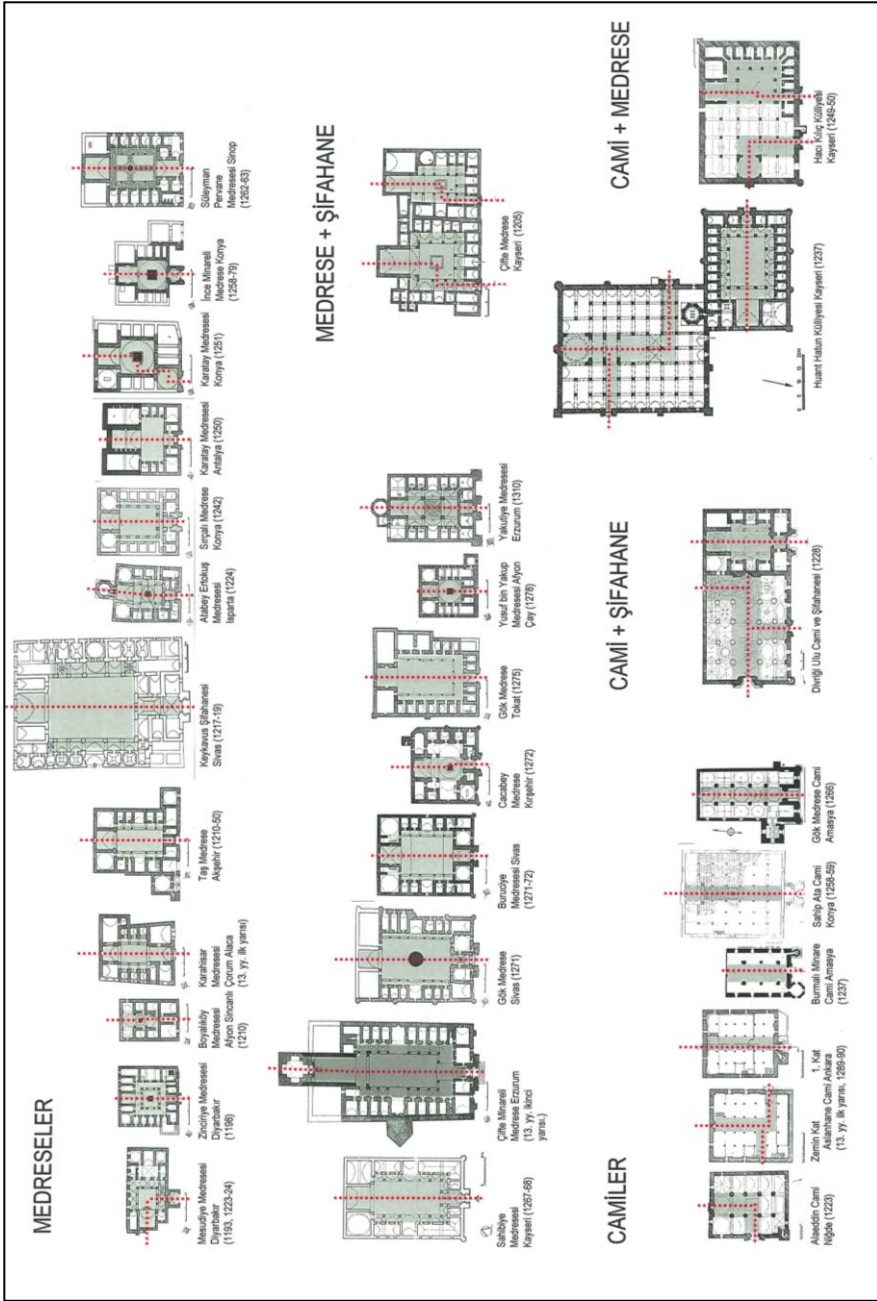 MEDRESELER
Mesudiye Medresesi
Diyarbakır
(1193, 1223-24)
Zinciriye Medresesi
Diyarbakır
(1198)
Boyalıköy
Medresesi
Afyon Sincanlı
(1210)
Karahisar
Medresesi
Çorum Alaca
(13. yy. ilk yarısı)
Taş Medrese
Akşehir (1210-50)
Keykavus Şifahanesi
Sivas (1217-19)
Atabey Ertokuş
Medresesi
Isparta (1224)
Sırçalı Medrese
Konya (1242)
Karatay Medresesi
Antalya (1250)
Karatay Medresesi
Konya (1251)
İnce Minareli
Medrese Konya
(1258-79)
Süleyman
Pervane
Medresesi Sinop
(1262-63)
Sahibiye
Medresesi
Kayseri (1267-68)
Çifte Minareli
Medrese Erzurum
(13. yy. ikinci
yarısı.)
Gök Medrese
Sivas (1271)
Buruciye
Medresesi Sivas
(1271-72)
Cacabey
Medrese
Kırşehir (1272)
Gök Medrese
Tokat (1275)
Yusuf bin Yakup
Medresesi Afyon
Çay (1278)
Yakutiye Medresesi
Erzurum (1310)
MEDRESE + ŞİFAHANE
Çifte Medrese
Kayseri (1205)
CAMİLER
Alaeddin Cami
Niğde (1223)
Zemin Kat
1. Kat
Aslanhane Cami Ankara
(13. yy. ilk yarısı, 1289-90)
Burmalı Minare
Cami Amasya
(1237)
Sahip Ata Cami
Konya (1258-59)
Gök Medrese Cami
Amasya (1266)
CAMİ + ŞİFAHANE
Divriği Ulu Cami ve Şifahanesi (1228)
CAMİ + MEDRESE
Huant Hatun Külliyesi Kayseri (1237)
Hacı Kılıç Külliyesi
Kayseri (1249-50)